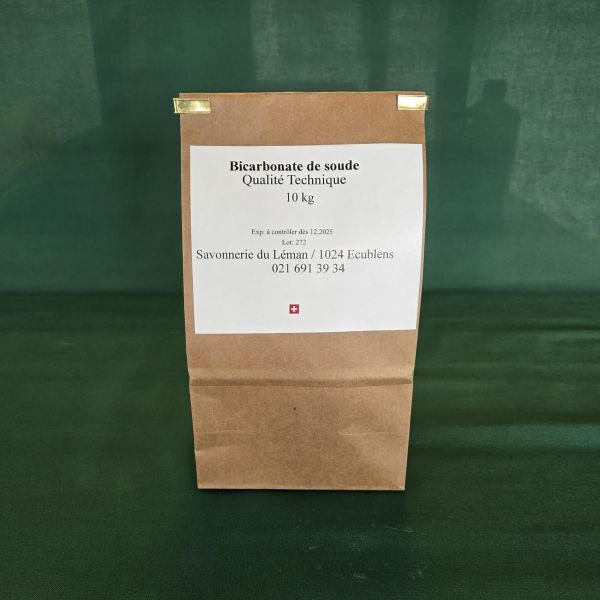 Bicarbonate de soude
Qualité Technique
10 kg
Exp: à contrôler dès 12.2025
Lot: 272
Savonnerie du Léman / 1024 Ecublens
021 691 39 34